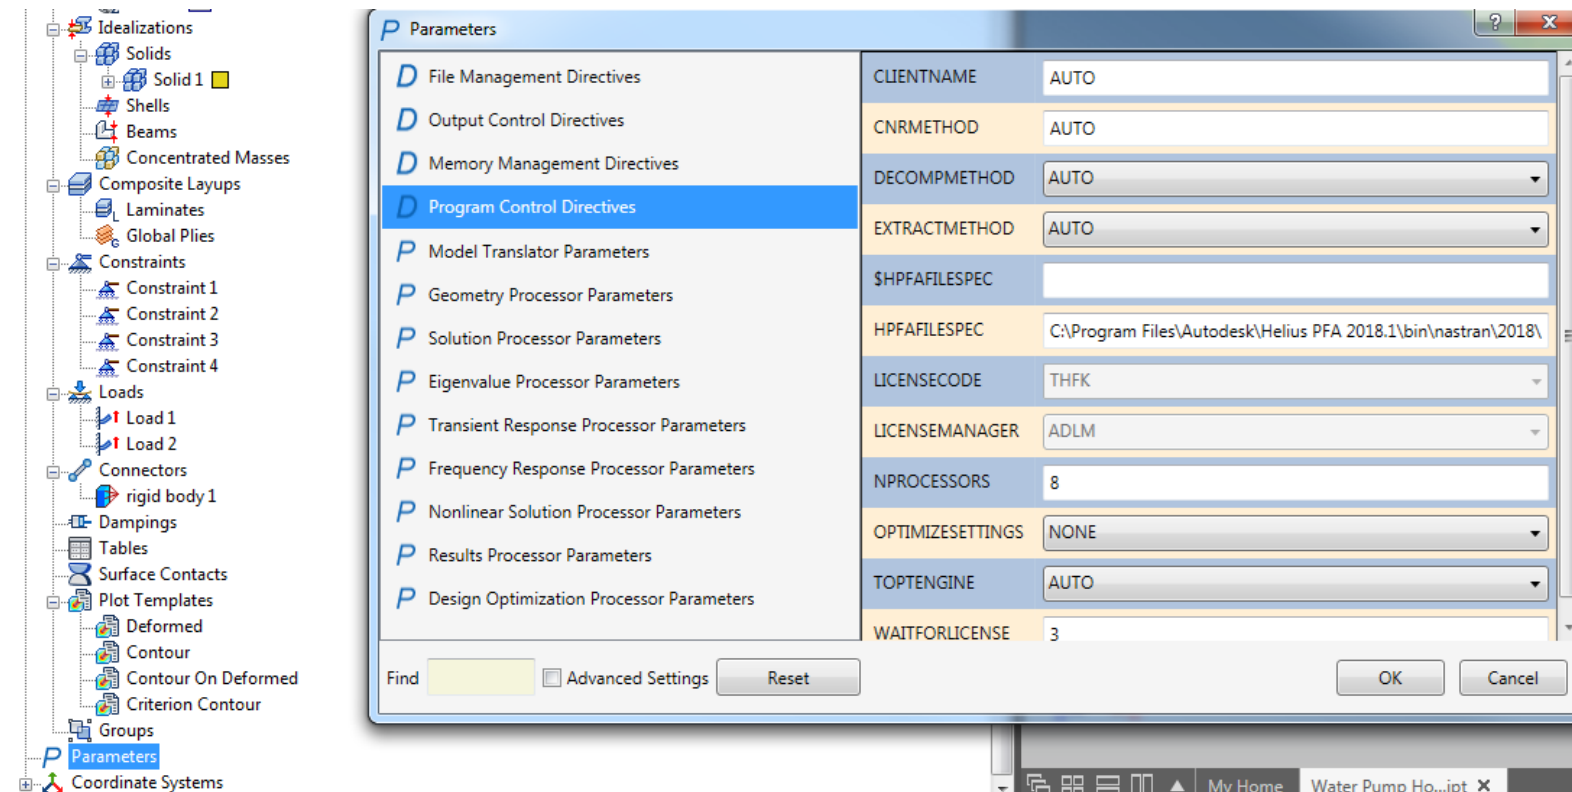 Idealizations
Solids
Solid 1
Shells
Beams
Concentrated Masses
Composite Layups
Laminates
Global Plies
Constraints
Constraint 1
Constraint 2
Constraint 3
Constraint 4
Loads
Load 1
Load 2
Connectors
rigid body 1
Dampings
Tables
Surface Contacts
Plot Templates
Deformed
Contour
Contour On Deformed
Criterion Contour
Groups
P Parameters
Coordinate Systems
P Parameters
D File Management Directives
D Output Control Directives
D Memory Management Directives
D Program Control Directives
P Model Translator Parameters
P Geometry Processor Parameters
P Solution Processor Parameters
P Eigenvalue Processor Parameters
P Transient Response Processor Parameters
P Frequency Response Processor Parameters
P Nonlinear Solution Processor Parameters
P Results Processor Parameters
P Design Optimization Processor Parameters
CLIENTNAME AUTO
CNRMETHOD AUTO
DECOMPMETHOD AUTO
EXTRACTMETHOD AUTO
$HPFAFILESPEC
HPFAFILESPEC C:\Program Files\Autodesk\Helius PFA 2018.1\bin\nastran\2018\
LICENSECODE THFK
LICENSEMANAGER ADLM
NPROCESSORS 8
OPTIMIZESETTINGS NONE
TOPTENGINE AUTO
WAITFORLICENSE 3
Find Advanced Settings Reset OK Cancel
My Home Water Pump Ho...ipt